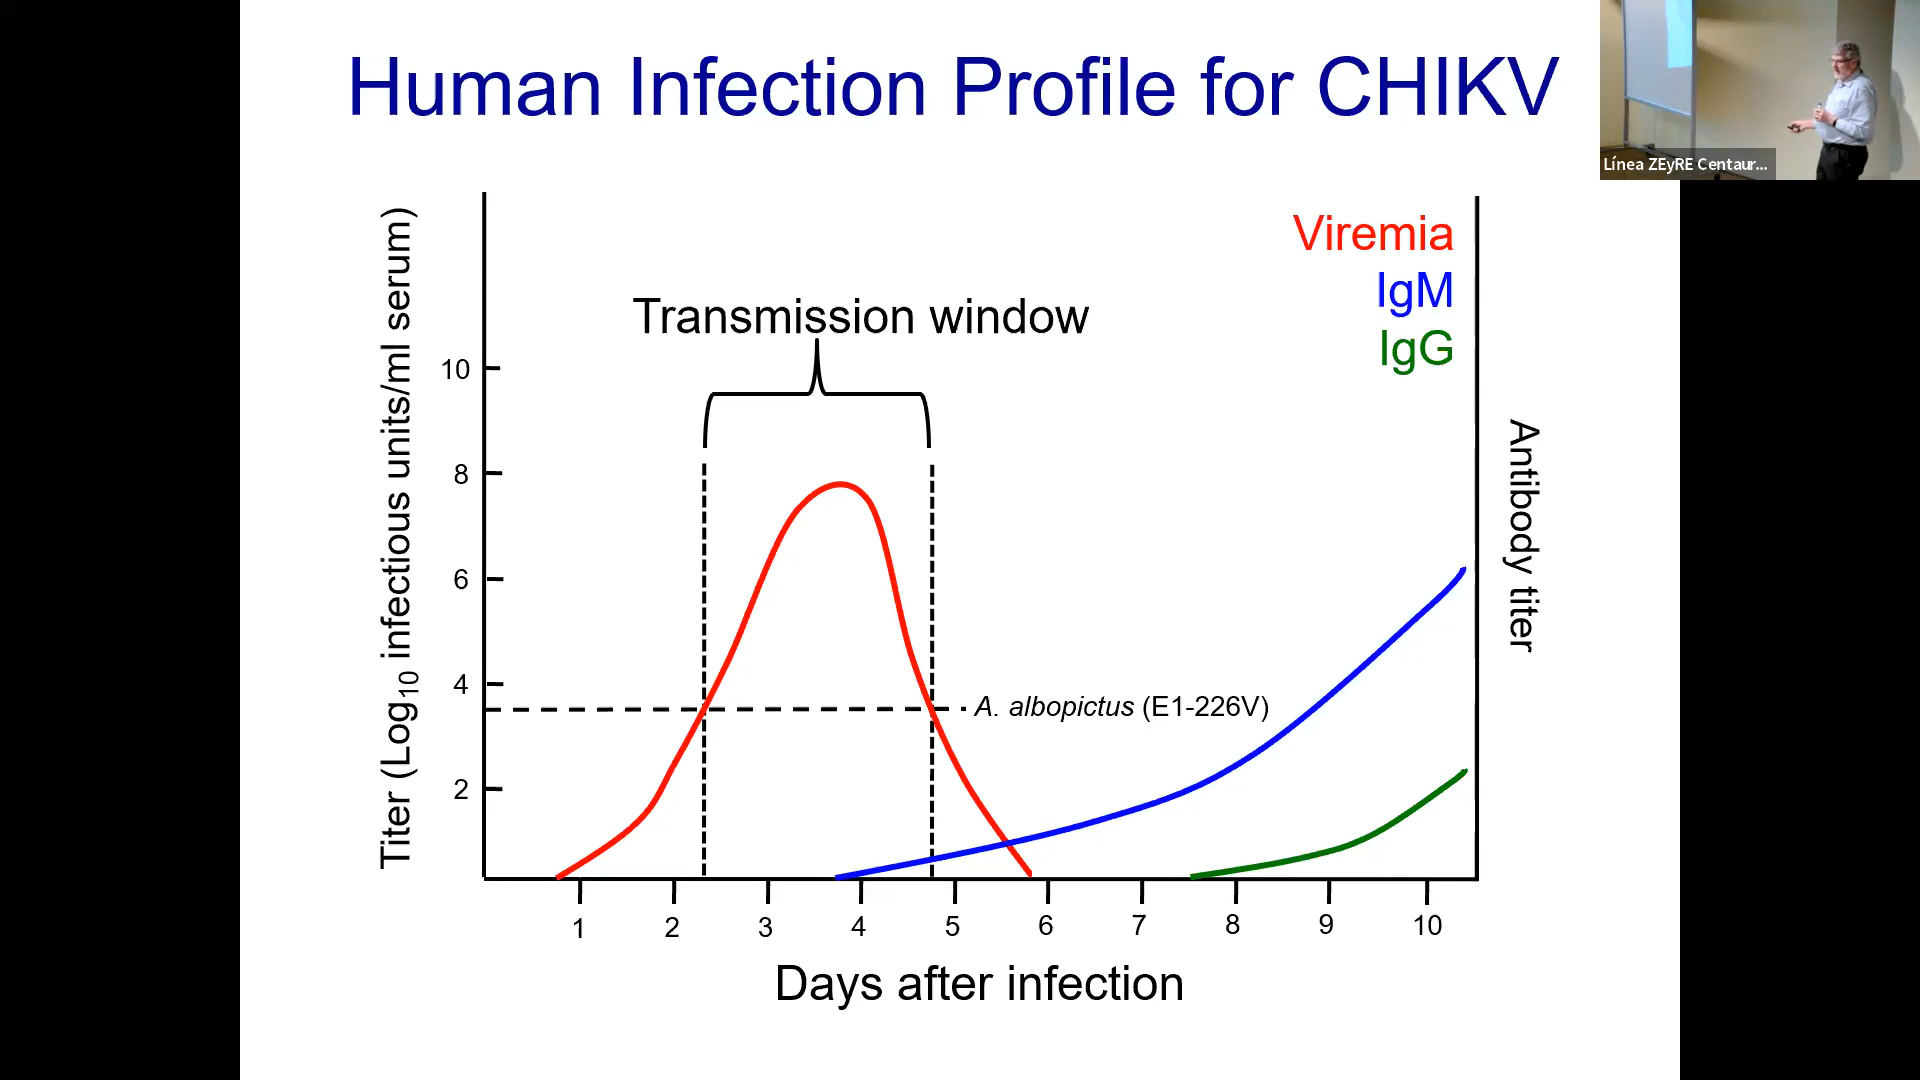 Human Infection Profile for CHIKV
Línea ZEyRE Centaur...
Titer (Log10 infectious units/ml serum)
Viremia
IgM
IgG
Transmission window
10
8
6
4
2
A. albopictus (E1-226V)
Antibody titer
1 2 3 4 5 6 7 8 9 10
Days after infection